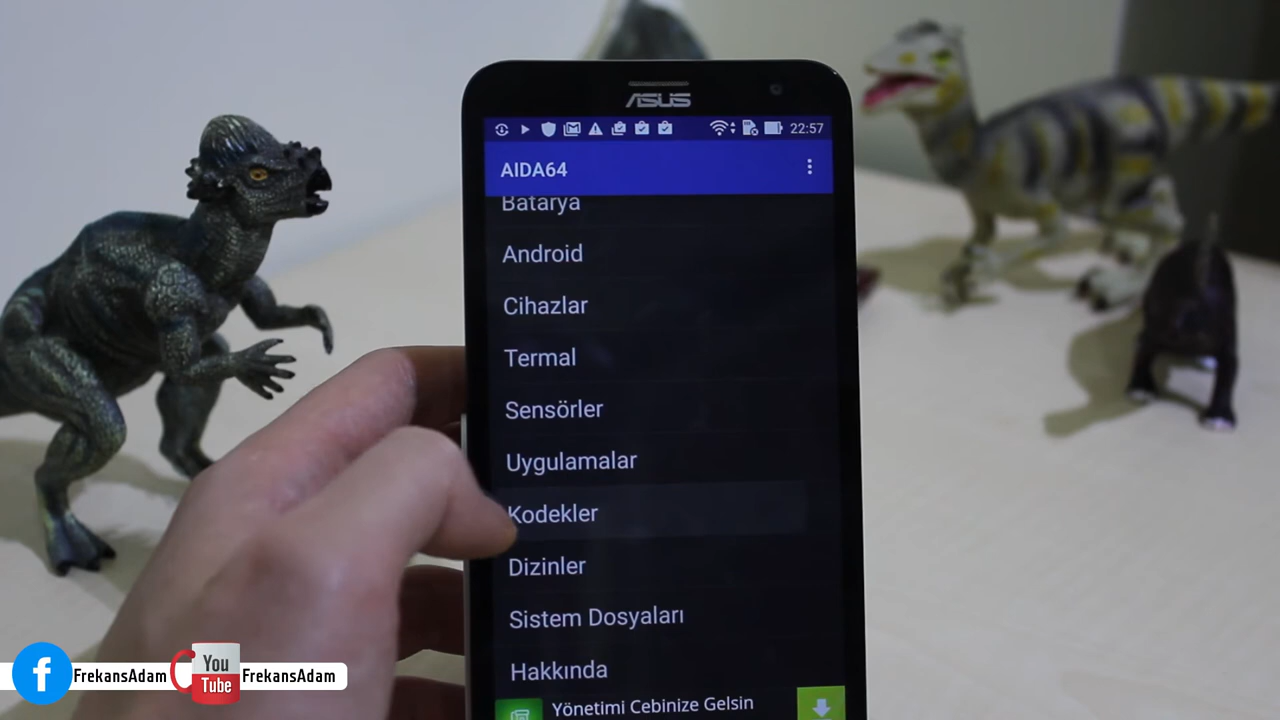 ASUS
22:57
AIDA64
Batarya
Android
Cihazlar
Termal
Sensörler
Uygulamalar
Kodekler
Dizinler
Sistem Dosyaları
Hakkında
Yönetimi Cebinize Gelsin
f FrekansAdam You Tube FrekansAdam